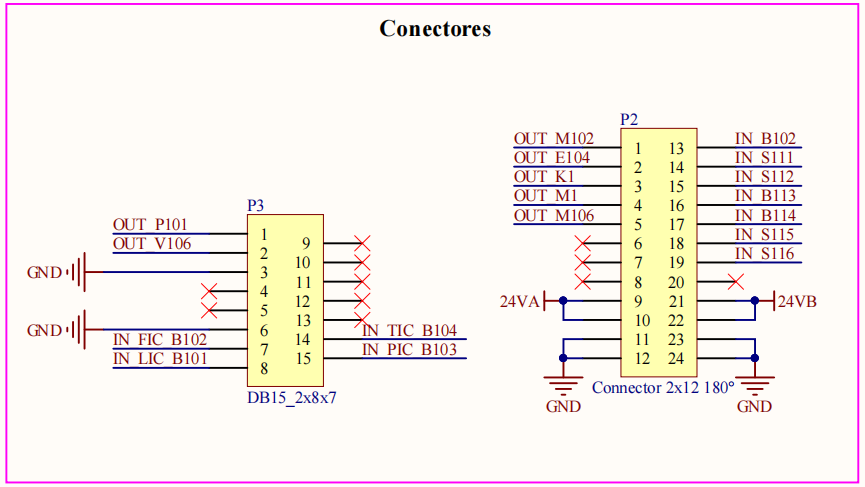 Conectores
P3
OUT_P101
OUT_V106
GND
GND
IN_FIC_B102
IN_LIC_B101
1
2
3
4
5
6
7
8
9
10
11
12
13
14
15
IN_TIC_B104
IN_PIC_B103
DB15_2x8x7
P2
OUT_M102
OUT_E104
OUT_K1
OUT_M1
OUT_M106
24VA
1
2
3
4
5
6
7
8
9
10
11
12
13
14
15
16
17
18
19
20
21
22
23
24
IN_B102
IN_S111
IN_S112
IN_B113
IN_B114
IN_S115
IN_S116
24VB
Connector 2x12 180°
GND
GND